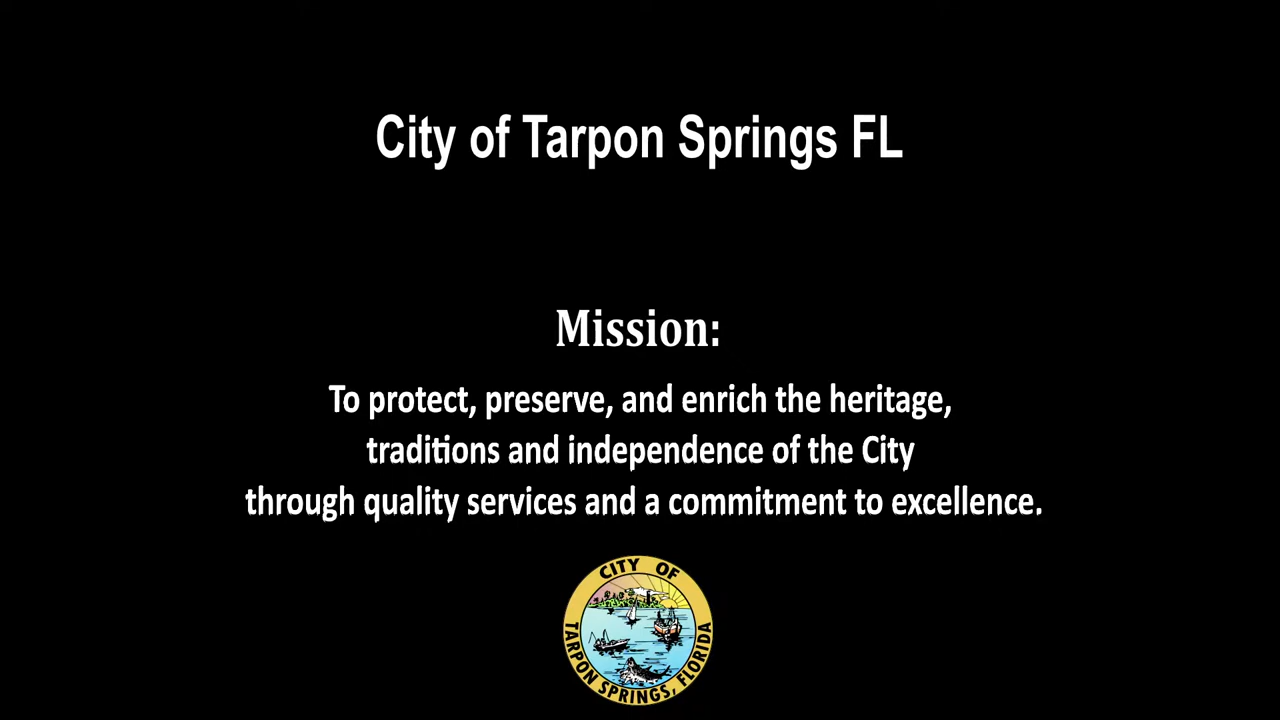 City of Tarpon Springs FL
Mission:
To protect, preserve, and enrich the heritage,
traditions and independence of the City
through quality services and a commitment to excellence.
CITY OF
TARPON SPRINGS, FLORIDA